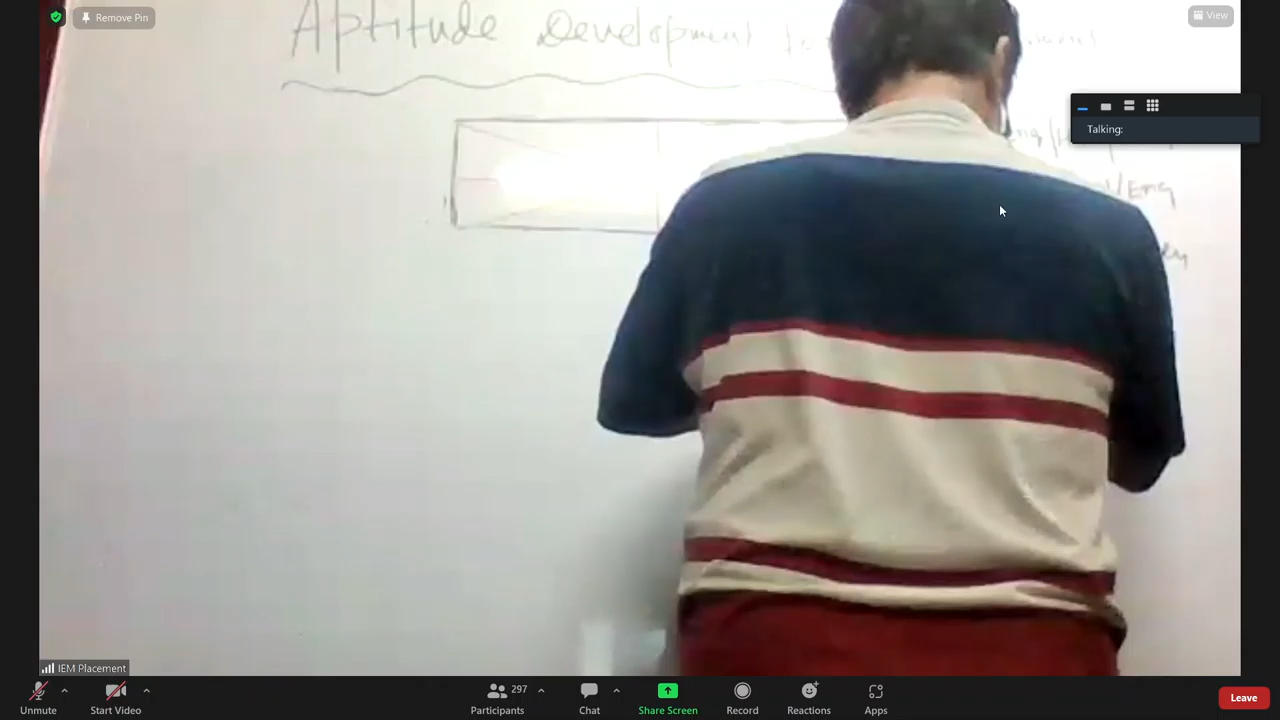 Remove Pin
View
Aptitude Development
Talking:
/Eng
IEM Placement
Unmute
Start Video
297
Participants
Chat
Share Screen
Record
Reactions
Apps
Leave